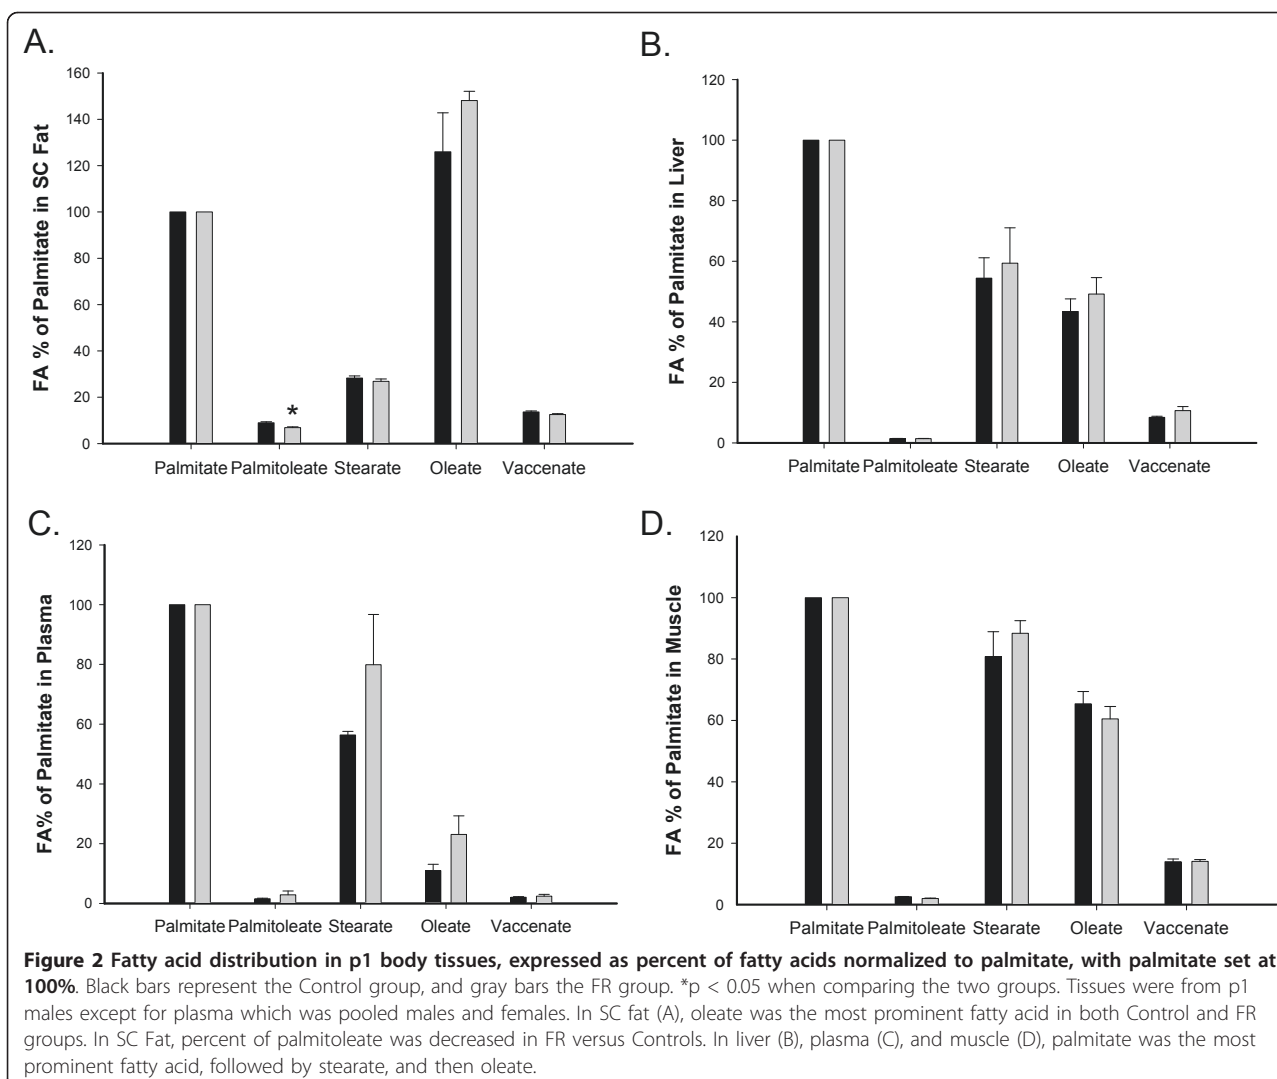 A.
FA % of Palmitate in SC Fat
160
140
120
100
80
60
40
20
0
*
Palmitate Palmitoleate Stearate Oleate Vaccenate
B.
FA % of Palmitate in Liver
120
100
80
60
40
20
0
Palmitate Palmitoleate Stearate Oleate Vaccenate
C.
FA% of Palmitate in Plasma
120
100
80
60
40
20
0
Palmitate Palmitoleate Stearate Oleate Vaccenate
D.
FA % of Palmitate in Muscle
120
100
80
60
40
20
0
Palmitate Palmitoleate Stearate Oleate Vaccenate
Figure 2 Fatty acid distribution in p1 body tissues, expressed as percent of fatty acids normalized to palmitate, with palmitate set at
100%. Black bars represent the Control group, and gray bars the FR group. *p < 0.05 when comparing the two groups. Tissues were from p1
males except for plasma which was pooled males and females. In SC fat (A), oleate was the most prominent fatty acid in both Control and FR
groups. In SC Fat, percent of palmitoleate was decreased in FR versus Controls. In liver (B), plasma (C), and muscle (D), palmitate was the most
prominent fatty acid, followed by stearate, and then oleate.